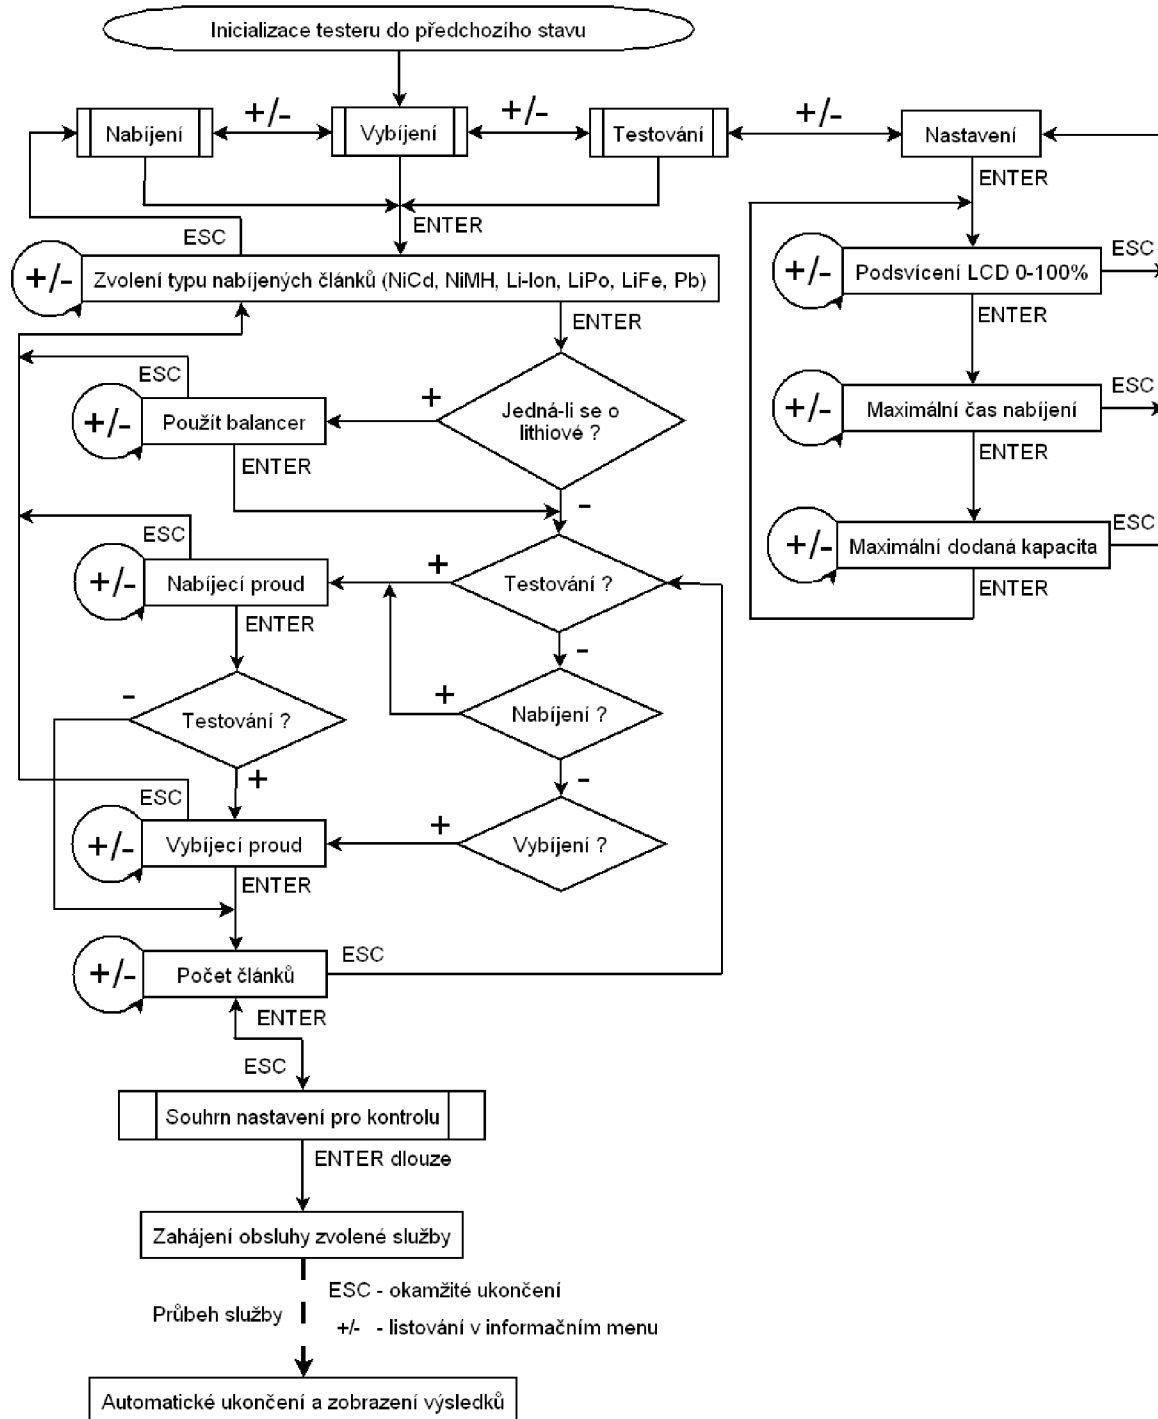 Inicializace testeru do předchozího stavu
+/-
+/-
+/-
Nabíjení
Vybíjení
Testování
Nastavení
ENTER
ENTER
ESC
ESC
+/-
Zvolení typu nabíjených článků (NiCd, NiMH, Li-Ion, LiPo, LiFe, Pb)
+/-
Podsvícení LCD 0-100%
ENTER
ENTER
ESC
ESC
+/-
Použít balancer
+
Jedná-li se o
lithiové ?
+/-
Maximální čas nabíjení
ENTER
ENTER
-
ESC
ESC
+/-
Nabíjecí proud
+
Testování ?
+/-
Maximální dodaná kapacita
ENTER
ENTER
-
-
Testování ?
+
Nabíjení ?
+
-
ESC
+/-
Vybíjecí proud
+
Vybíjení ?
ENTER
ESC
+/-
Počet článků
ENTER
ESC
Souhrn nastavení pro kontrolu
ENTER dlouze
Zahájení obsluhy zvolené služby
ESC - okamžité ukončení
Průbeh služby
+/- - listování v informačním menu
Automatické ukončení a zobrazení výsledků